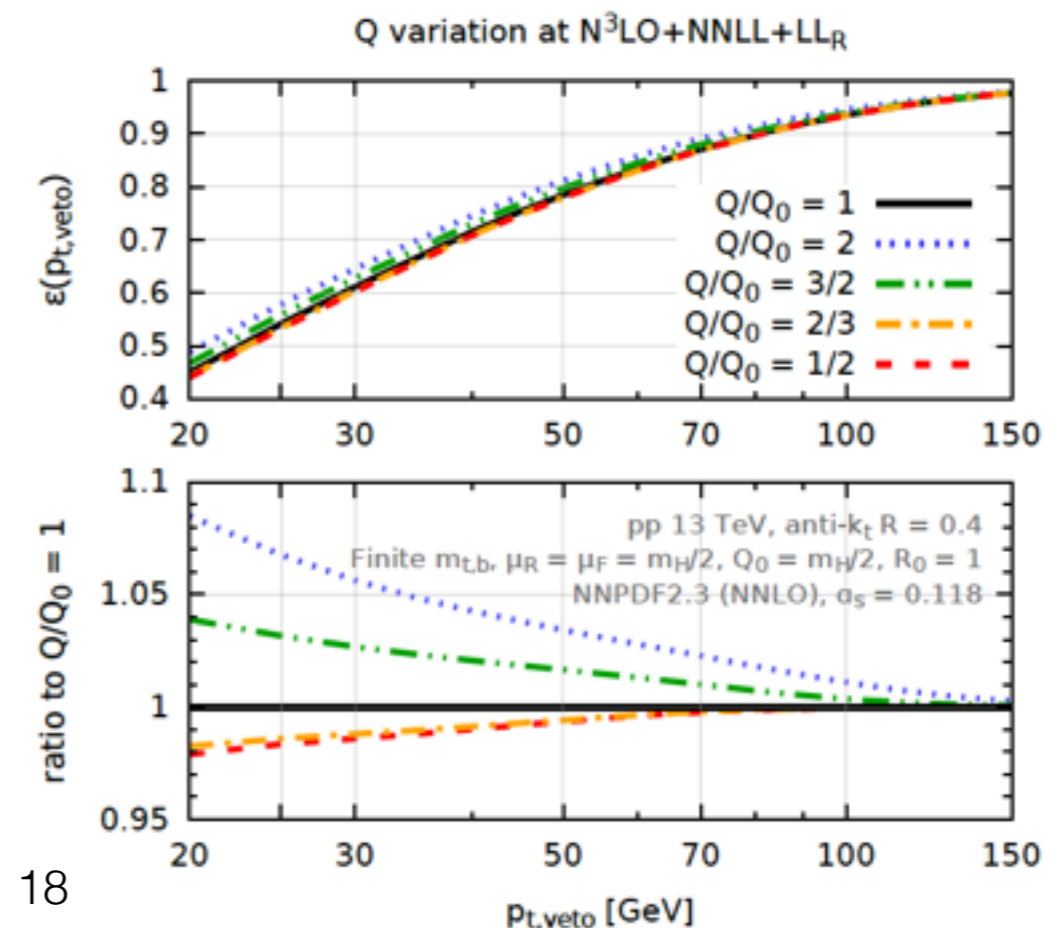 Q variation at N³LO+NNLL+LL_R
1
0.9
0.8
0.7
0.6
0.5
0.4
ε(p_t,veto)
Q/Q₀ = 1
Q/Q₀ = 2
Q/Q₀ = 3/2
Q/Q₀ = 2/3
Q/Q₀ = 1/2
20 30 50 70 100 150
1.1
1.05
1
0.95
ratio to Q/Q₀ = 1
pp 13 TeV, anti-k_t R = 0.4
Finite m_t,b, μ_R = μ_F = m_H/2, Q₀ = m_H/2, R₀ = 1
NNPDF2.3 (NNLO), α_s = 0.118
20 30 50 70 100 150
p_t,veto [GeV]
18